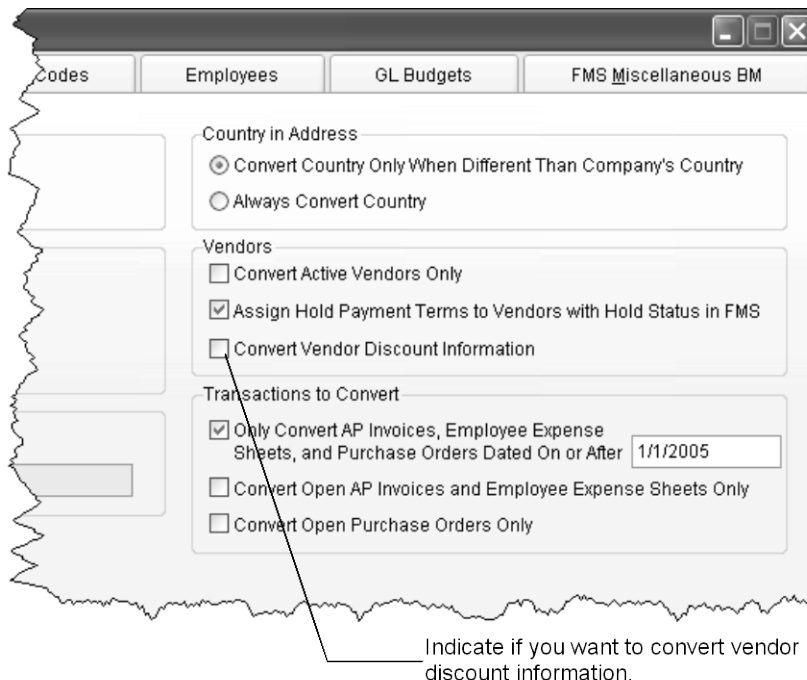 Codes
Employees
GL Budgets
FMS Miscellaneous BM
Country in Address
Convert Country Only When Different Than Company's Country
Always Convert Country
Vendors
Convert Active Vendors Only
Assign Hold Payment Terms to Vendors with Hold Status in FMS
Convert Vendor Discount Information
Transactions to Convert
Only Convert AP Invoices, Employee Expense
Sheets, and Purchase Orders Dated On or After 1/1/2005
Convert Open AP Invoices and Employee Expense Sheets Only
Convert Open Purchase Orders Only
Indicate if you want to convert vendor
discount information.